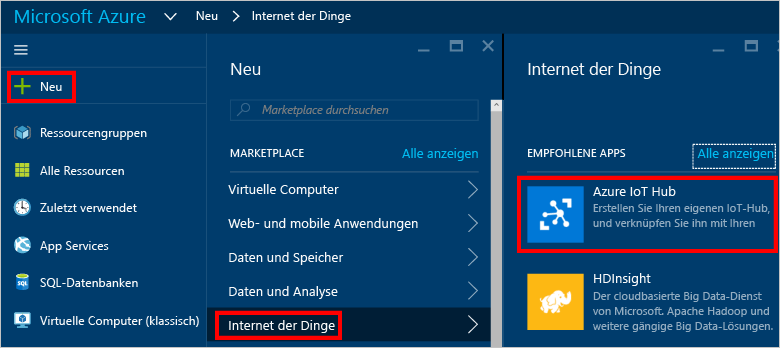 Microsoft Azure Neu Internet der Dinge
Neu
Ressourcengruppen
Alle Ressourcen
Zuletzt verwendet
App Services
SQL-Datenbanken
Virtuelle Computer (klassisch)
Neu
Marketplace durchsuchen
MARKETPLACE Alle anzeigen
Virtuelle Computer
Web- und mobile Anwendungen
Daten und Speicher
Daten und Analyse
Internet der Dinge
Internet der Dinge
EMPFOHLENE APPS Alle anzeigen
Azure IoT Hub
Erstellen Sie Ihren eigenen IoT-Hub,
und verknüpfen Sie ihn mit Ihren
HDInsight
Der cloudbasierte Big Data-Dienst
von Microsoft. Apache Hadoop und
weitere gängige Big Data-Lösungen.